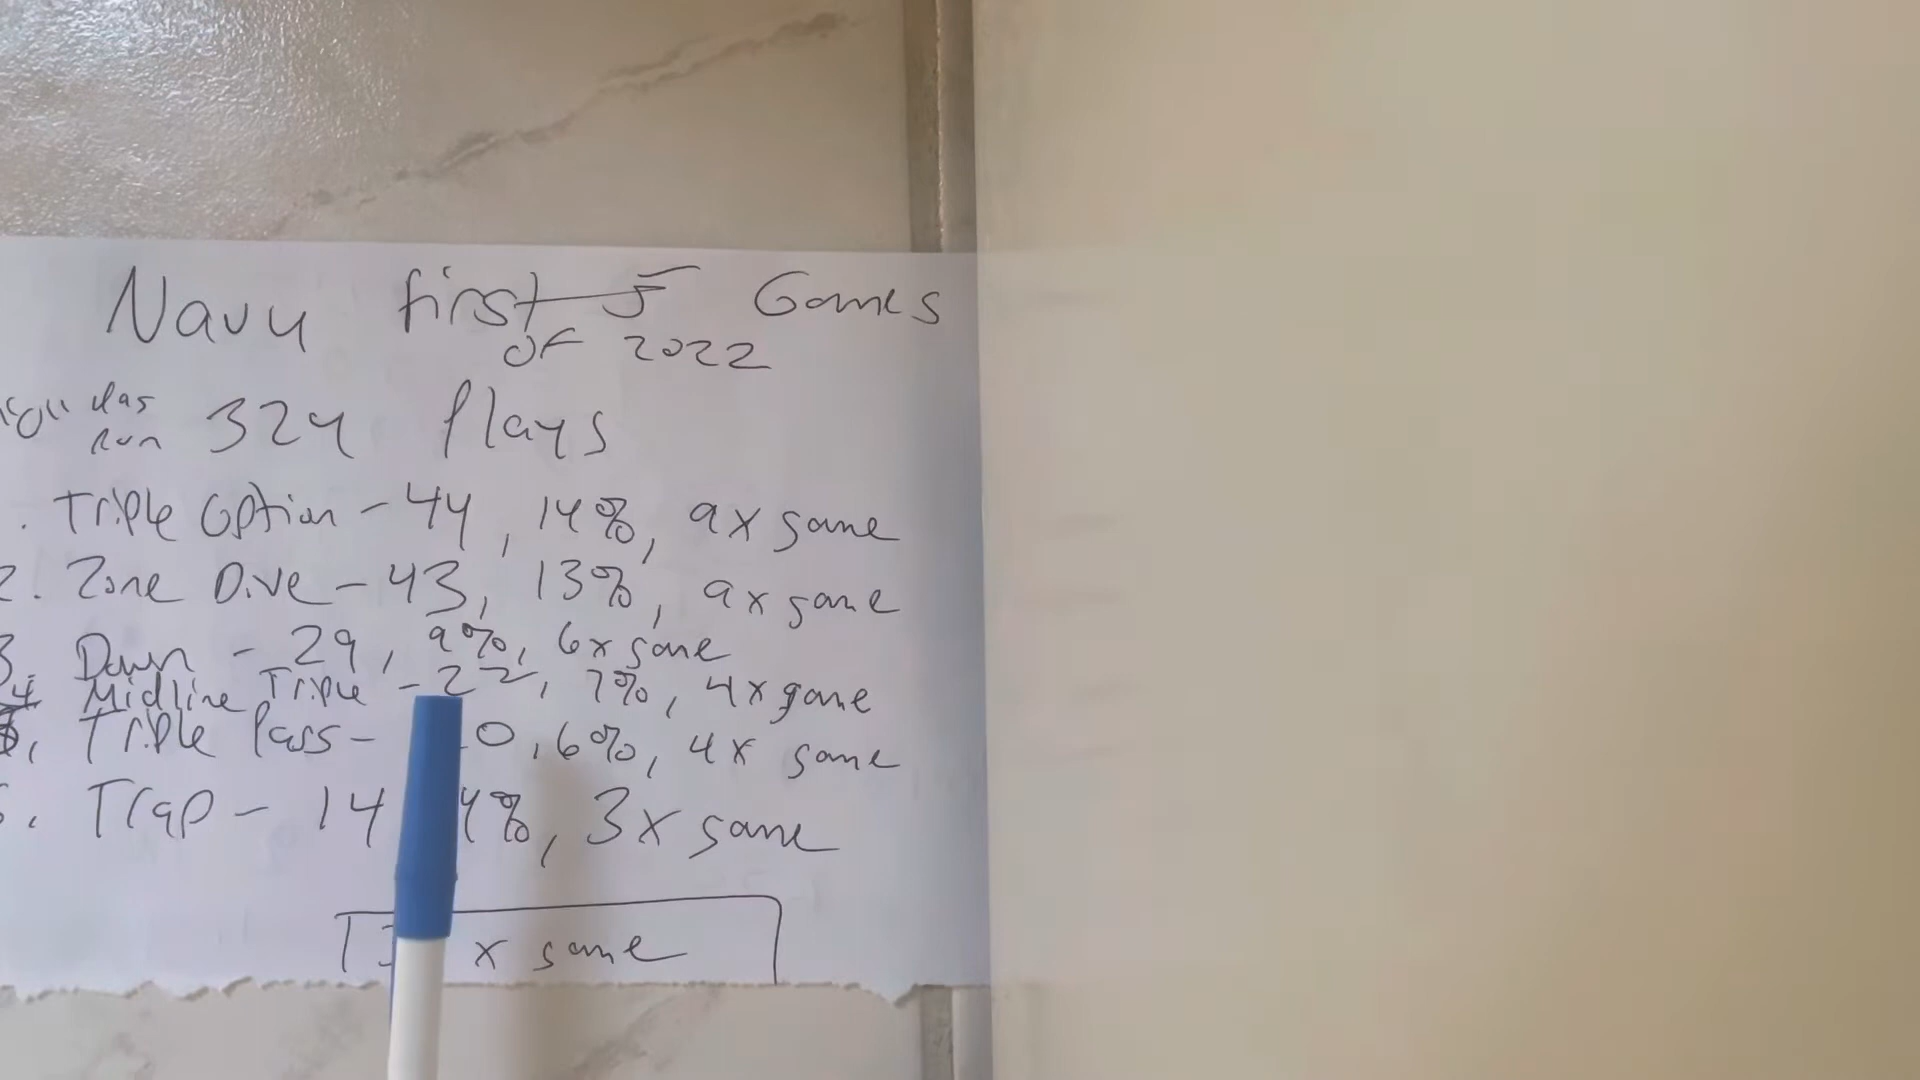 Navy first 5 Games
of 2022
324 Plays
Run
. Triple Option - 44, 14%, 9x game
2. Zone Dive - 43, 13%, 9x game
3. Down - 29, 9%, 6x game
4 Midline Triple - 22, 7%, 4x game
, Triple Pass - 0, 6%, 4x game
. Trap - 14 4%, 3x game
x game